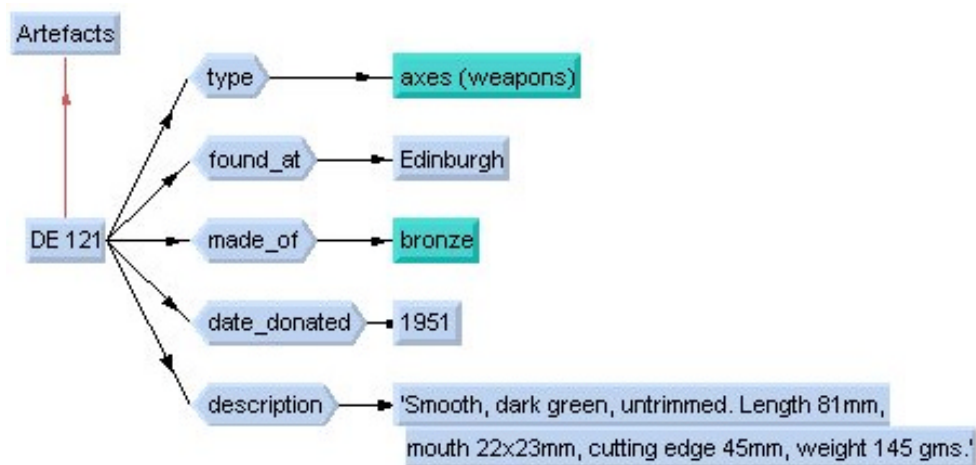 Artefacts
type
axes (weapons)
found_at
Edinburgh
DE 121
made_of
bronze
date_donated
1951
description
'Smooth, dark green, untrimmed. Length 81mm,
mouth 22x23mm, cutting edge 45mm, weight 145 gms.'